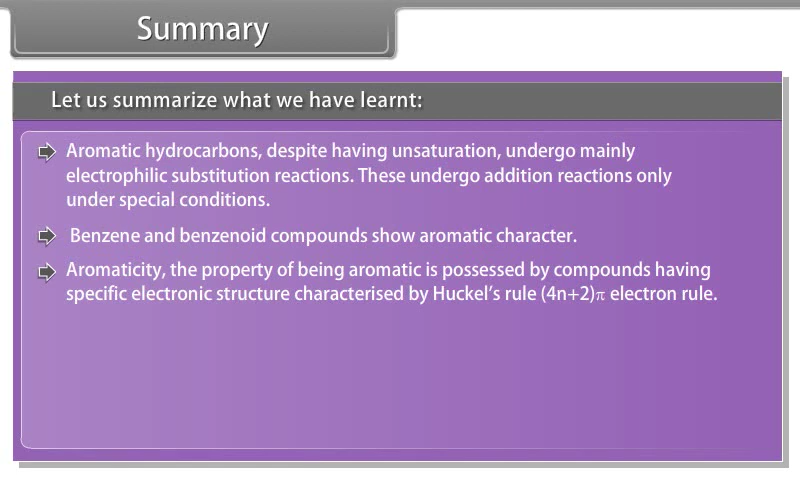 Summary
Let us summarize what we have learnt:
Aromatic hydrocarbons, despite having unsaturation, undergo mainly
electrophilic substitution reactions. These undergo addition reactions only
under special conditions.
Benzene and benzenoid compounds show aromatic character.
Aromaticity, the property of being aromatic is possessed by compounds having
specific electronic structure characterised by Huckel’s rule (4n+2)π electron rule.